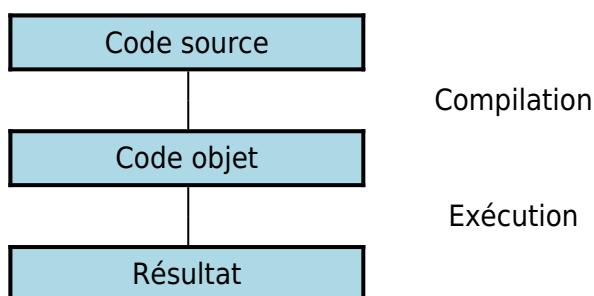 Code source
Compilation
Code objet
Exécution
Résultat